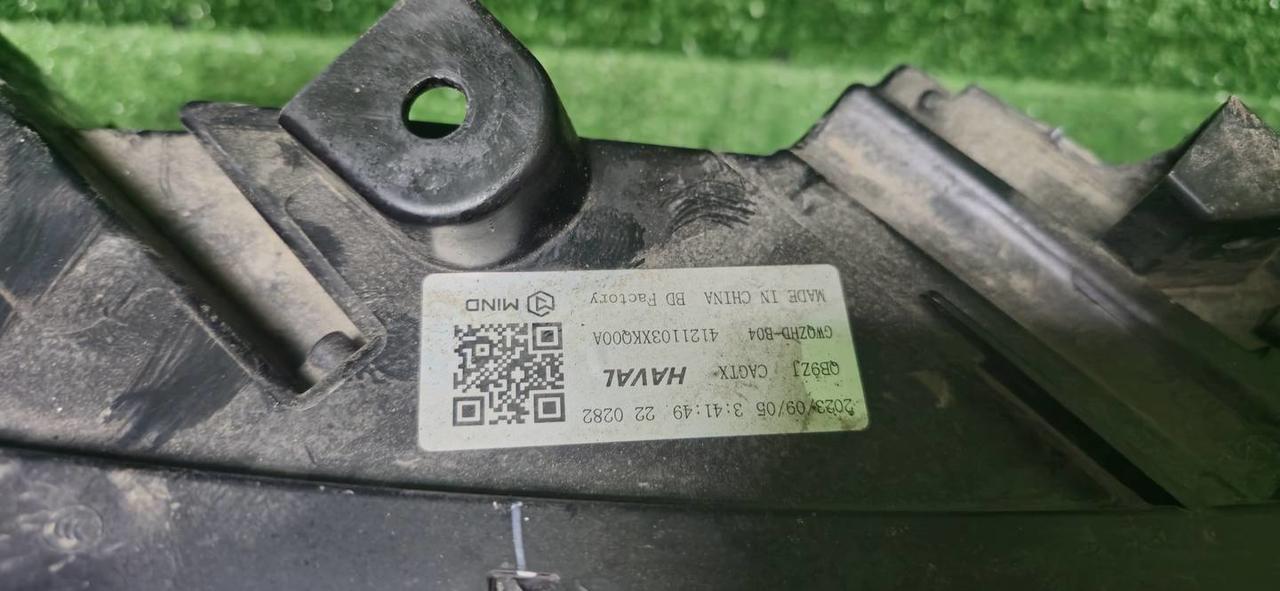 2023/09/05 3:41:49 22 0282
QB9ZJ CAGTX HAVAL
GWQZHD-B04 4121103XKQ00A
MADE IN CHINA BD Factory MIND